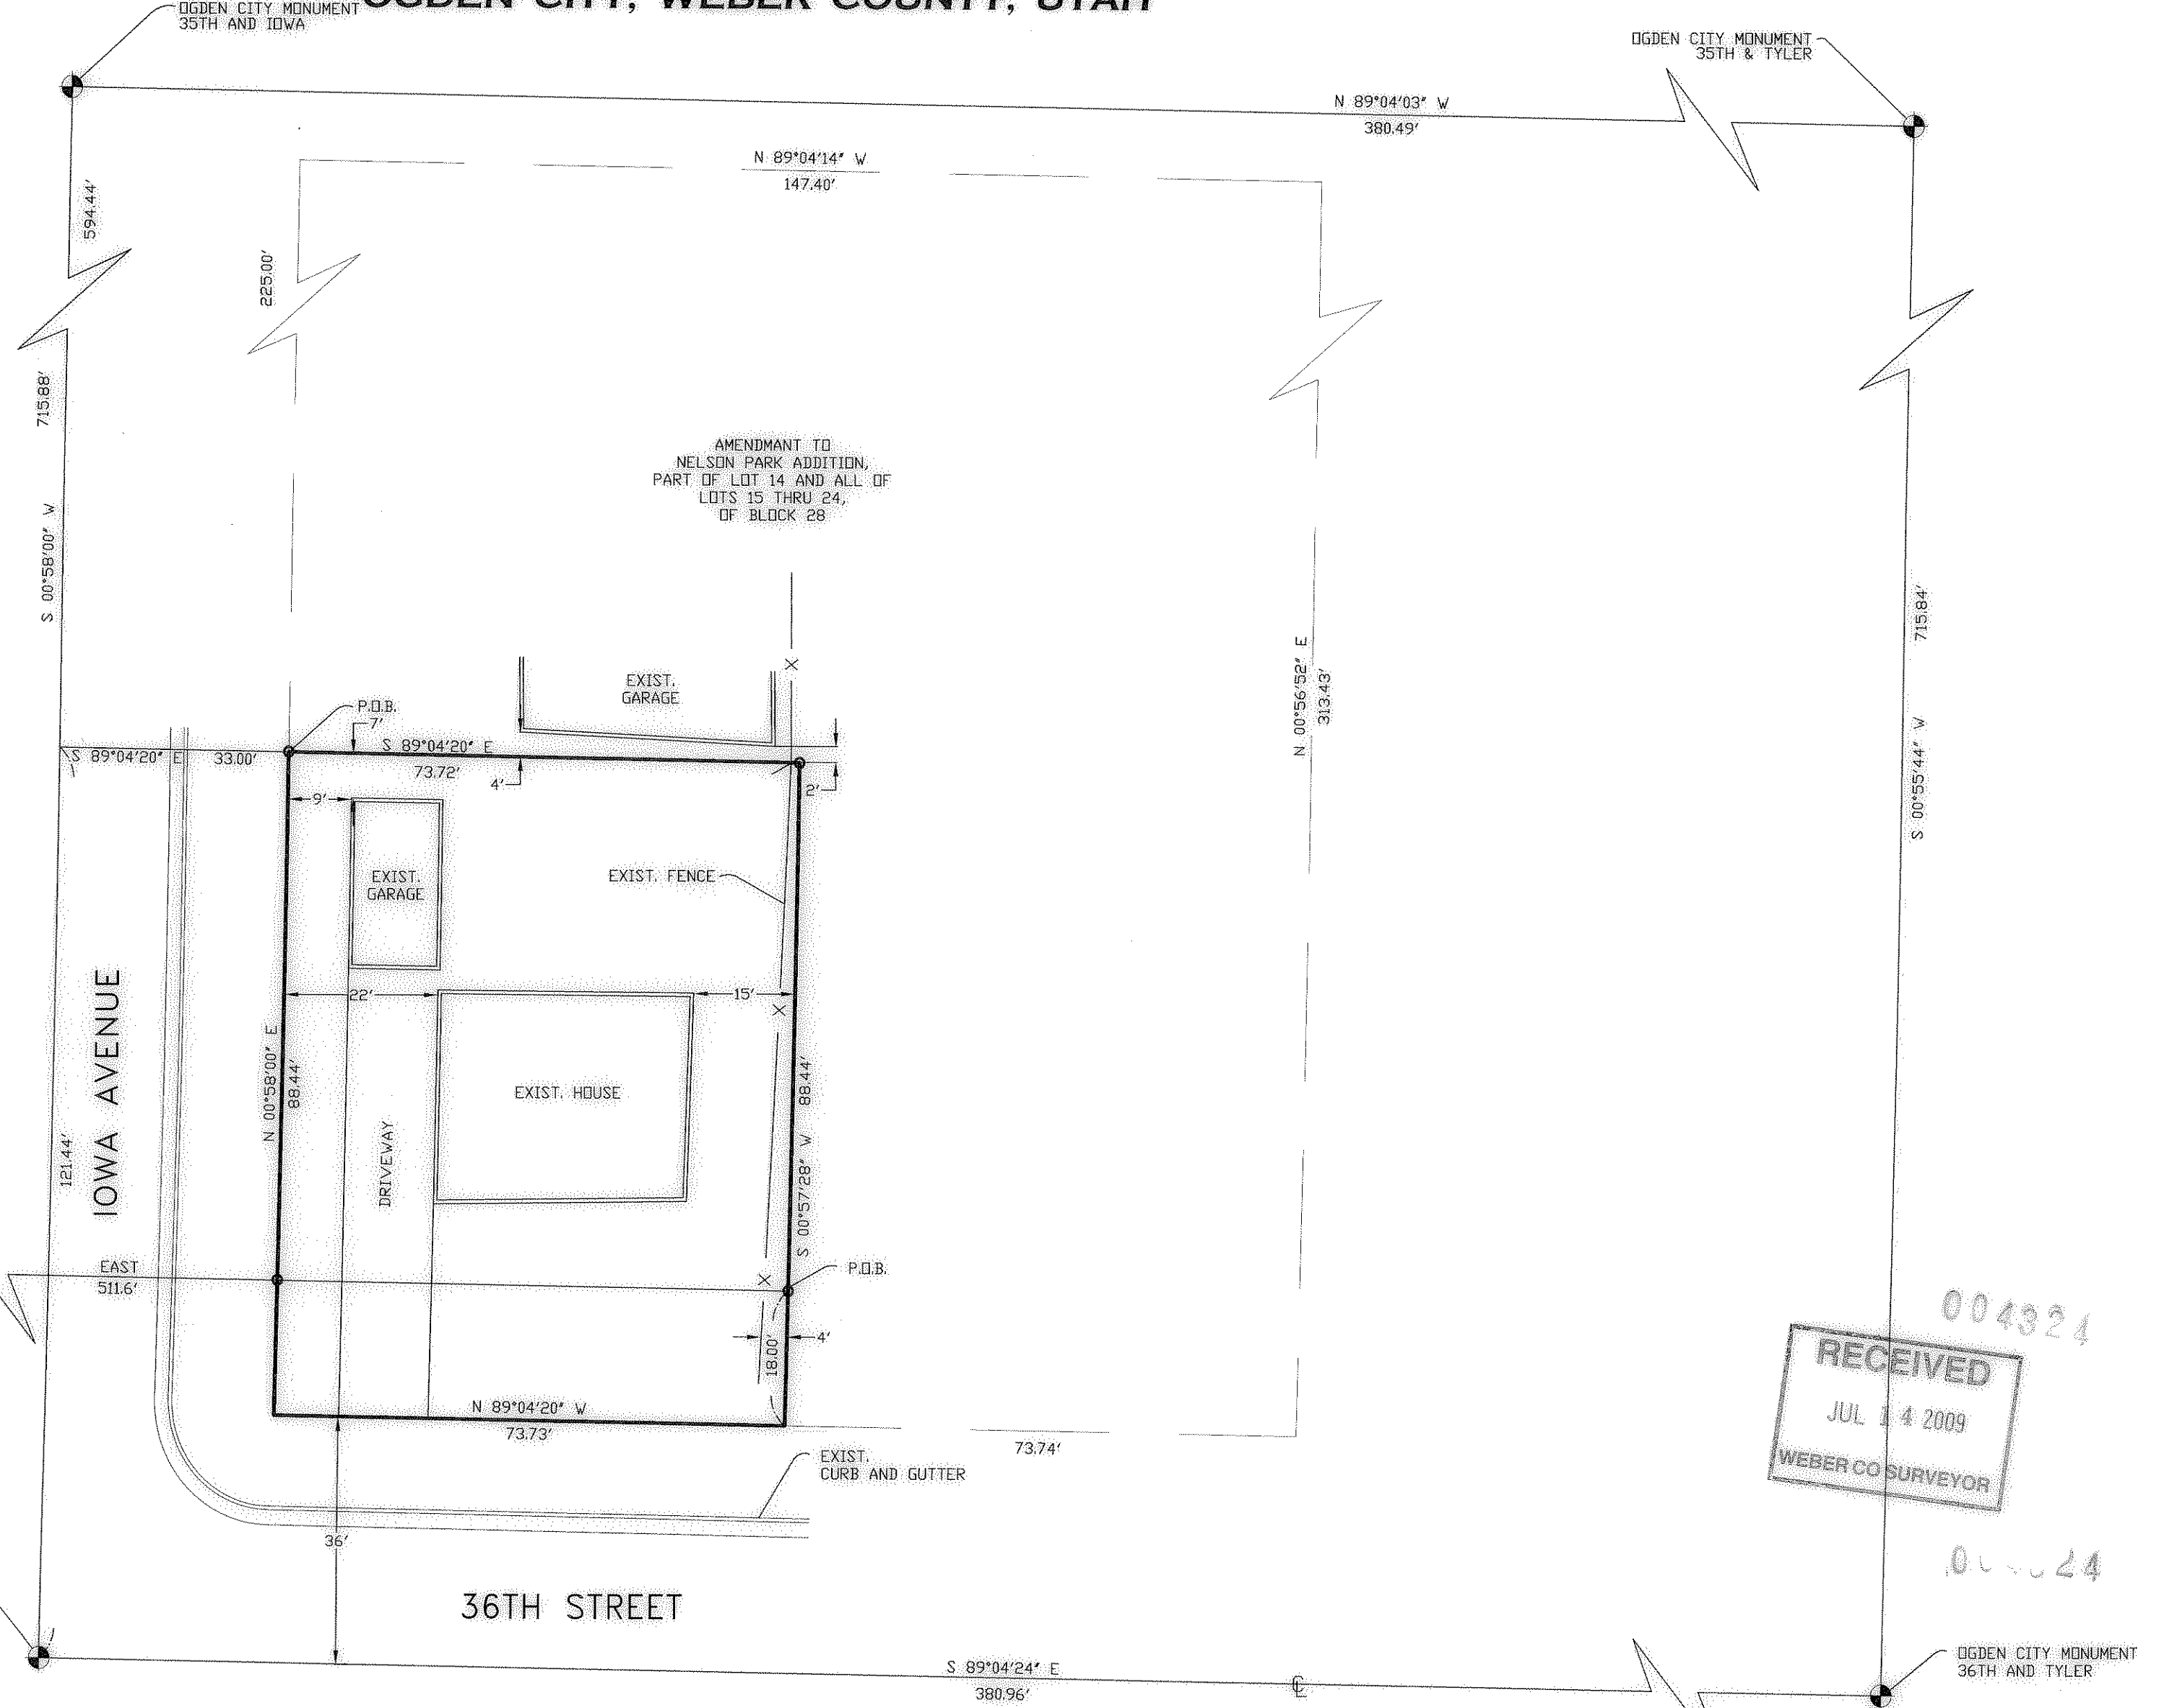 OGDEN CITY, WEBER COUNTY, UTAH
OGDEN CITY MONUMENT
35TH AND IOWA
OGDEN CITY MONUMENT
35TH & TYLER
N 89°04'03" W
380.49'
N 89°04'14" W
147.40'
594.44'
225.00'
715.88'
S 00°58'00" W
AMENDMANT TO
NELSON PARK ADDITION,
PART OF LOT 14 AND ALL OF
LOTS 15 THRU 24,
OF BLOCK 28
N 00°56'52" E
313.43'
715.84'
S 00°55'44" W
EXIST.
GARAGE
X
P.O.B.
7'
S 89°04'20" E
33.00'
S 89°04'20" E
73.72'
4'
2'
9'
EXIST.
GARAGE
EXIST. FENCE
22'
15'
X
IOWA AVENUE
121.44'
N 00°58'00" E
88.44'
EXIST. HOUSE
DRIVEWAY
88.44'
S 00°57'28" W
EAST
511.6'
X
P.O.B.
4'
18.00'
N 89°04'20" W
73.73'
73.74'
EXIST.
CURB AND GUTTER
36'
36TH STREET
004324
RECEIVED
JUL 14 2009
WEBER CO SURVEYOR
S 89°04'24" E
380.96'
CL
OGDEN CITY MONUMENT
36TH AND TYLER